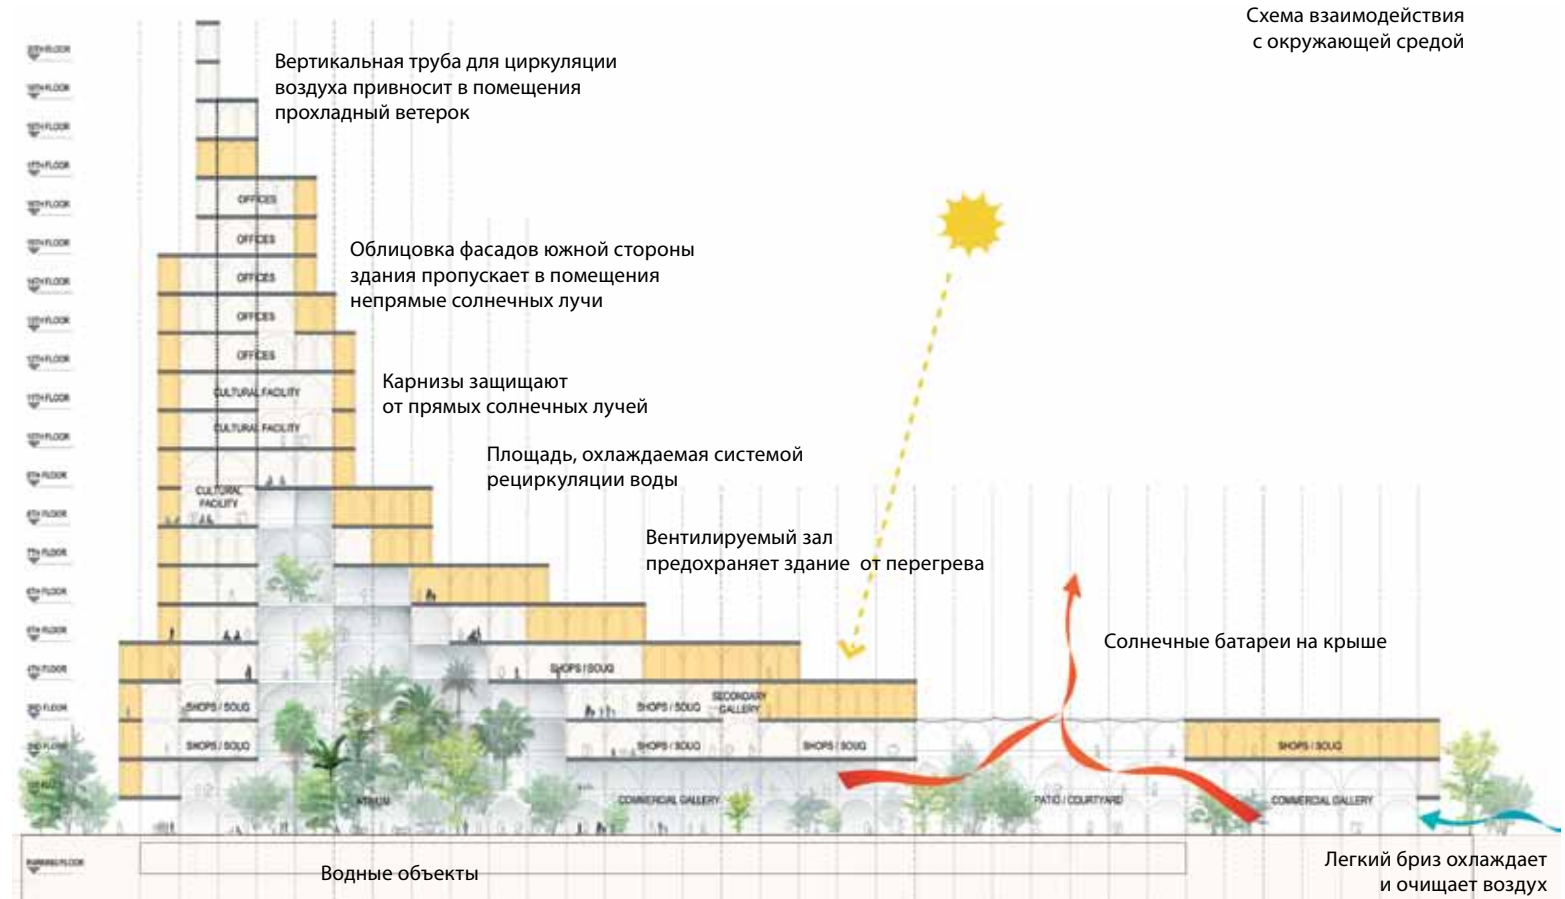 Схема взаимодействия
с окружающей средой
Вертикальная труба для циркуляции
воздуха привносит в помещения
прохладный ветерок
OFFICES
OFFICES
Облицовка фасадов южной стороны
здания пропускает в помещения
непрямые солнечных лучи
OFFICES
OFFICES
OFFICES
Карнизы защищают
от прямых солнечных лучей
CULTURAL FACILITY
CULTURAL FACILITY
Площадь, охлаждаемая системой
рециркуляции воды
CULTURAL
FACILITY
Вентилируемый зал
предохраняет здание от перегрева
Солнечные батареи на крыше
SHOPS / SOUQ
SHOPS / SOUQ
SHOPS / SOUQ
SECONDARY
GALLERY
SHOPS / SOUQ
SHOPS / SOUQ
SHOPS / SOUQ
SHOPS / SOUQ
ATRIUM
COMMERCIAL GALLERY
PATIO / COURTYARD
COMMERCIAL GALLERY
Водные объекты
Легкий бриз охлаждает
и очищает воздух